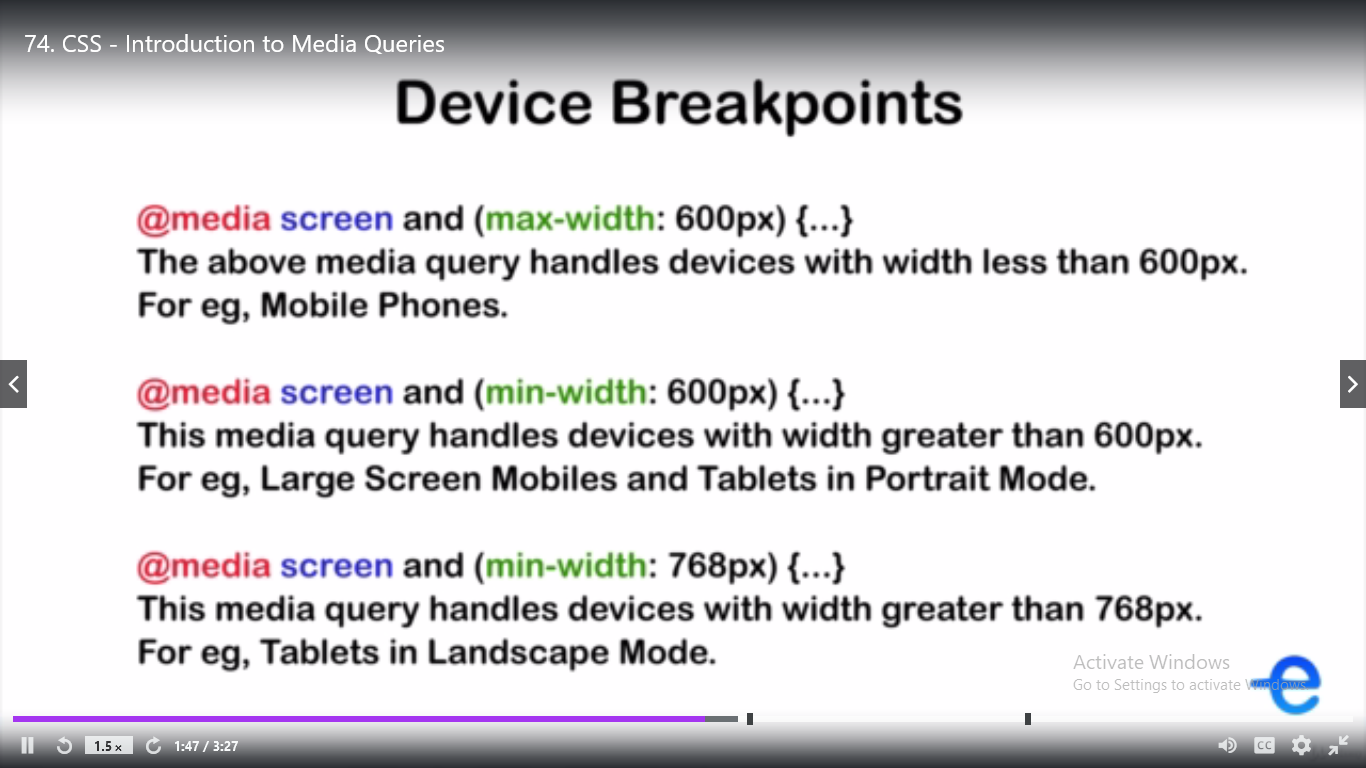 74. CSS - Introduction to Media Queries
Device Breakpoints
@media screen and (max-width: 600px) {...}
The above media query handles devices with width less than 600px.
For eg, Mobile Phones.
@media screen and (min-width: 600px) {...}
This media query handles devices with width greater than 600px.
For eg, Large Screen Mobiles and Tablets in Portrait Mode.
@media screen and (min-width: 768px) {...}
This media query handles devices with width greater than 768px.
For eg, Tablets in Landscape Mode.
Activate Windows
Go to Settings to activate Windows.
e
1.5 x
1:47 / 3:27
CC